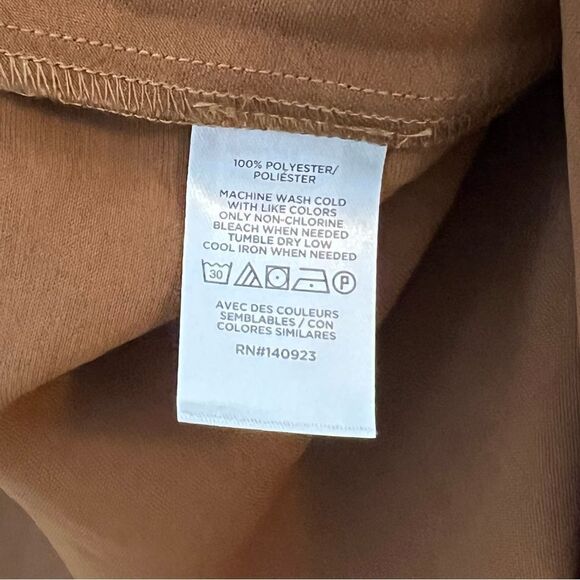 100% POLYESTER/
POLIÉSTER
MACHINE WASH COLD
WITH LIKE COLORS
ONLY NON-CHLORINE
BLEACH WHEN NEEDED
TUMBLE DRY LOW
COOL IRON WHEN NEEDED
30 P
AVEC DES COULEURS
SEMBLABLES / CON
COLORES SIMILARES
RN#140923